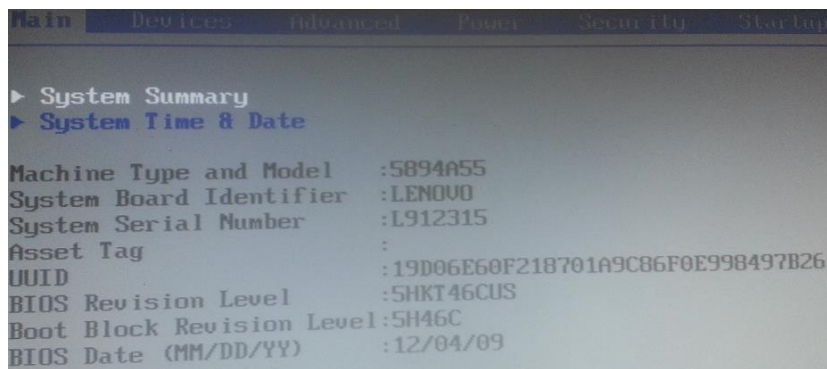 Main Devices Advanced Power Security Startup
▶ System Summary
▶ System Time & Date
Machine Type and Model :5894A55
System Board Identifier :LENOVO
System Serial Number :L912315
Asset Tag :
UUID :19D06E60F218701A9C86F0E998497B26
BIOS Revision Level :5HKT46CUS
Boot Block Revision Level:5H46C
BIOS Date (MM/DD/YY) :12/04/09